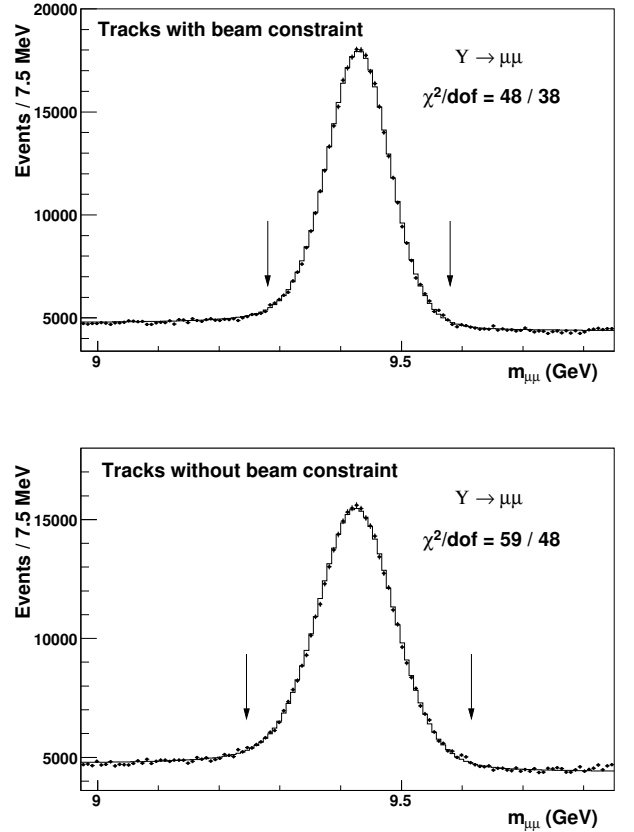 Tracks with beam constraint
Υ → μμ
χ²/dof = 48 / 38
Events / 7.5 MeV
20000
15000
10000
5000
9
9.5
mμμ (GeV)
Tracks without beam constraint
Υ → μμ
χ²/dof = 59 / 48
Events / 7.5 MeV
15000
10000
5000
9
9.5
mμμ (GeV)